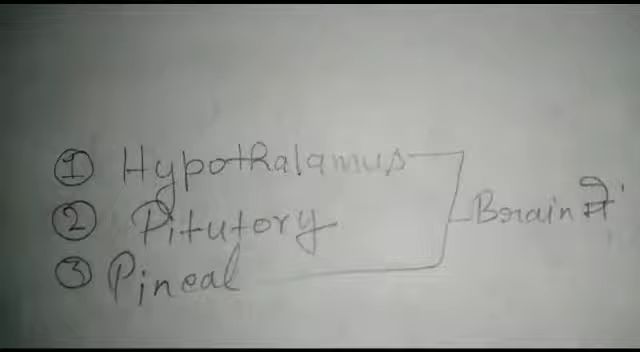 ① Hypothalamus
② Pitutory
③ Pineal
Brain में